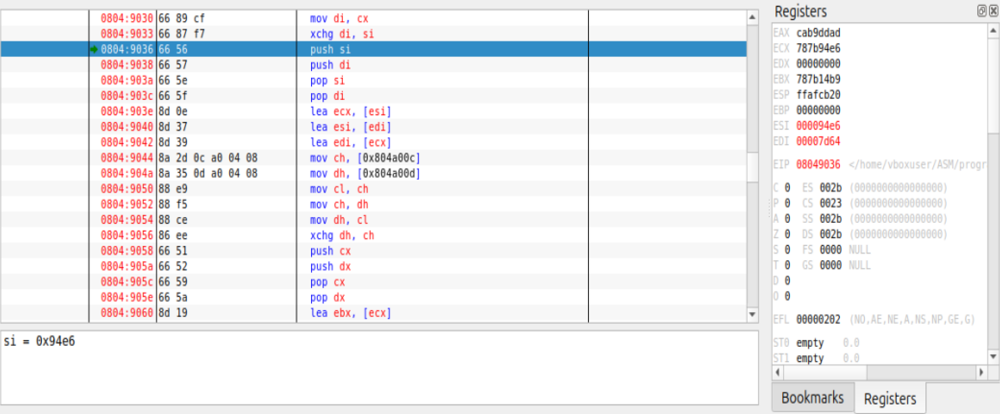 0804:9030 66 89 cf mov di, cx
0804:9033 66 87 f7 xchg di, si
0804:9036 66 56 push si
0804:9038 66 57 push di
0804:903a 66 5e pop si
0804:903c 66 5f pop di
0804:903e 8d 0e lea ecx, [esi]
0804:9040 8d 37 lea esi, [edi]
0804:9042 8d 39 lea edi, [ecx]
0804:9044 8a 2d 0c a0 04 08 mov ch, [0x804a00c]
0804:904a 8a 35 0d a0 04 08 mov dh, [0x804a00d]
0804:9050 88 e9 mov cl, ch
0804:9052 88 f5 mov ch, dh
0804:9054 88 ce mov dh, cl
0804:9056 86 ee xchg dh, ch
0804:9058 66 51 push cx
0804:905a 66 52 push dx
0804:905c 66 59 pop cx
0804:905e 66 5a pop dx
0804:9060 8d 19 lea ebx, [ecx]
si = 0x94e6
Registers
EAX cab9ddad
ECX 787b94e6
EDX 00000000
EBX 787b14b9
ESP ffafcb20
EBP 00000000
ESI 000094e6
EDI 00007d64
EIP 08049036 </home/vboxuser/ASM/progr
C 0 ES 002b (0000000000000000)
P 0 CS 0023 (0000000000000000)
A 0 SS 002b (0000000000000000)
Z 0 DS 002b (0000000000000000)
S 0 FS 0000 NULL
T 0 GS 0000 NULL
D 0
O 0
EFL 00000202 (NO,AE,NE,A,NS,NP,GE,G)
ST0 empty 0.0
ST1 empty 0.0
Bookmarks Registers